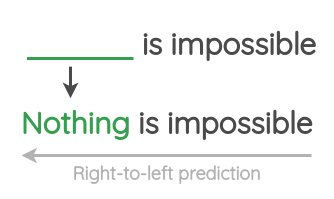 is impossible
Nothing is impossible
Right-to-left prediction